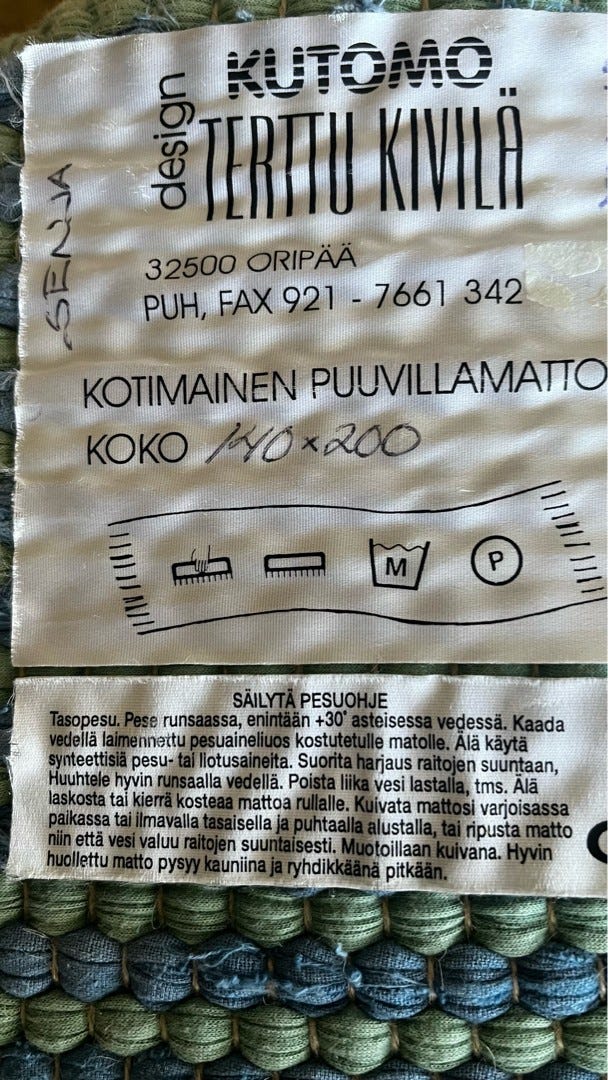 KUTOMO
design
TERTTU KIVILÄ
SENJA
32500 ORIPÄÄ
PUH, FAX 921 - 7661 342
KOTIMAINEN PUUVILLAMATTO
KOKO 140 x 200
M P
SÄILYTÄ PESUOHJE
Tasopesu. Pese runsaassa, enintään +30° asteisessa vedessä. Kaada
vedellä laimennettu pesuaineliuos kostutetulle matolle. Älä käytä
synteettisiä pesu- tai liotusaineita. Suorita harjaus raitojen suuntaan,
Huuhtele hyvin runsaalla vedellä. Poista liika vesi lastalla, tms. Älä
laskosta tai kierrä kosteaa mattoa rullalle. Kuivata mattosi varjoisassa
paikassa tai ilmavalla tasaisella ja puhtaalla alustalla, tai ripusta matto
niin että vesi valuu raitojen suuntaisesti. Muotoillaan kuivana. Hyvin
huollettu matto pysyy kauniina ja ryhdikkäänä pitkään.